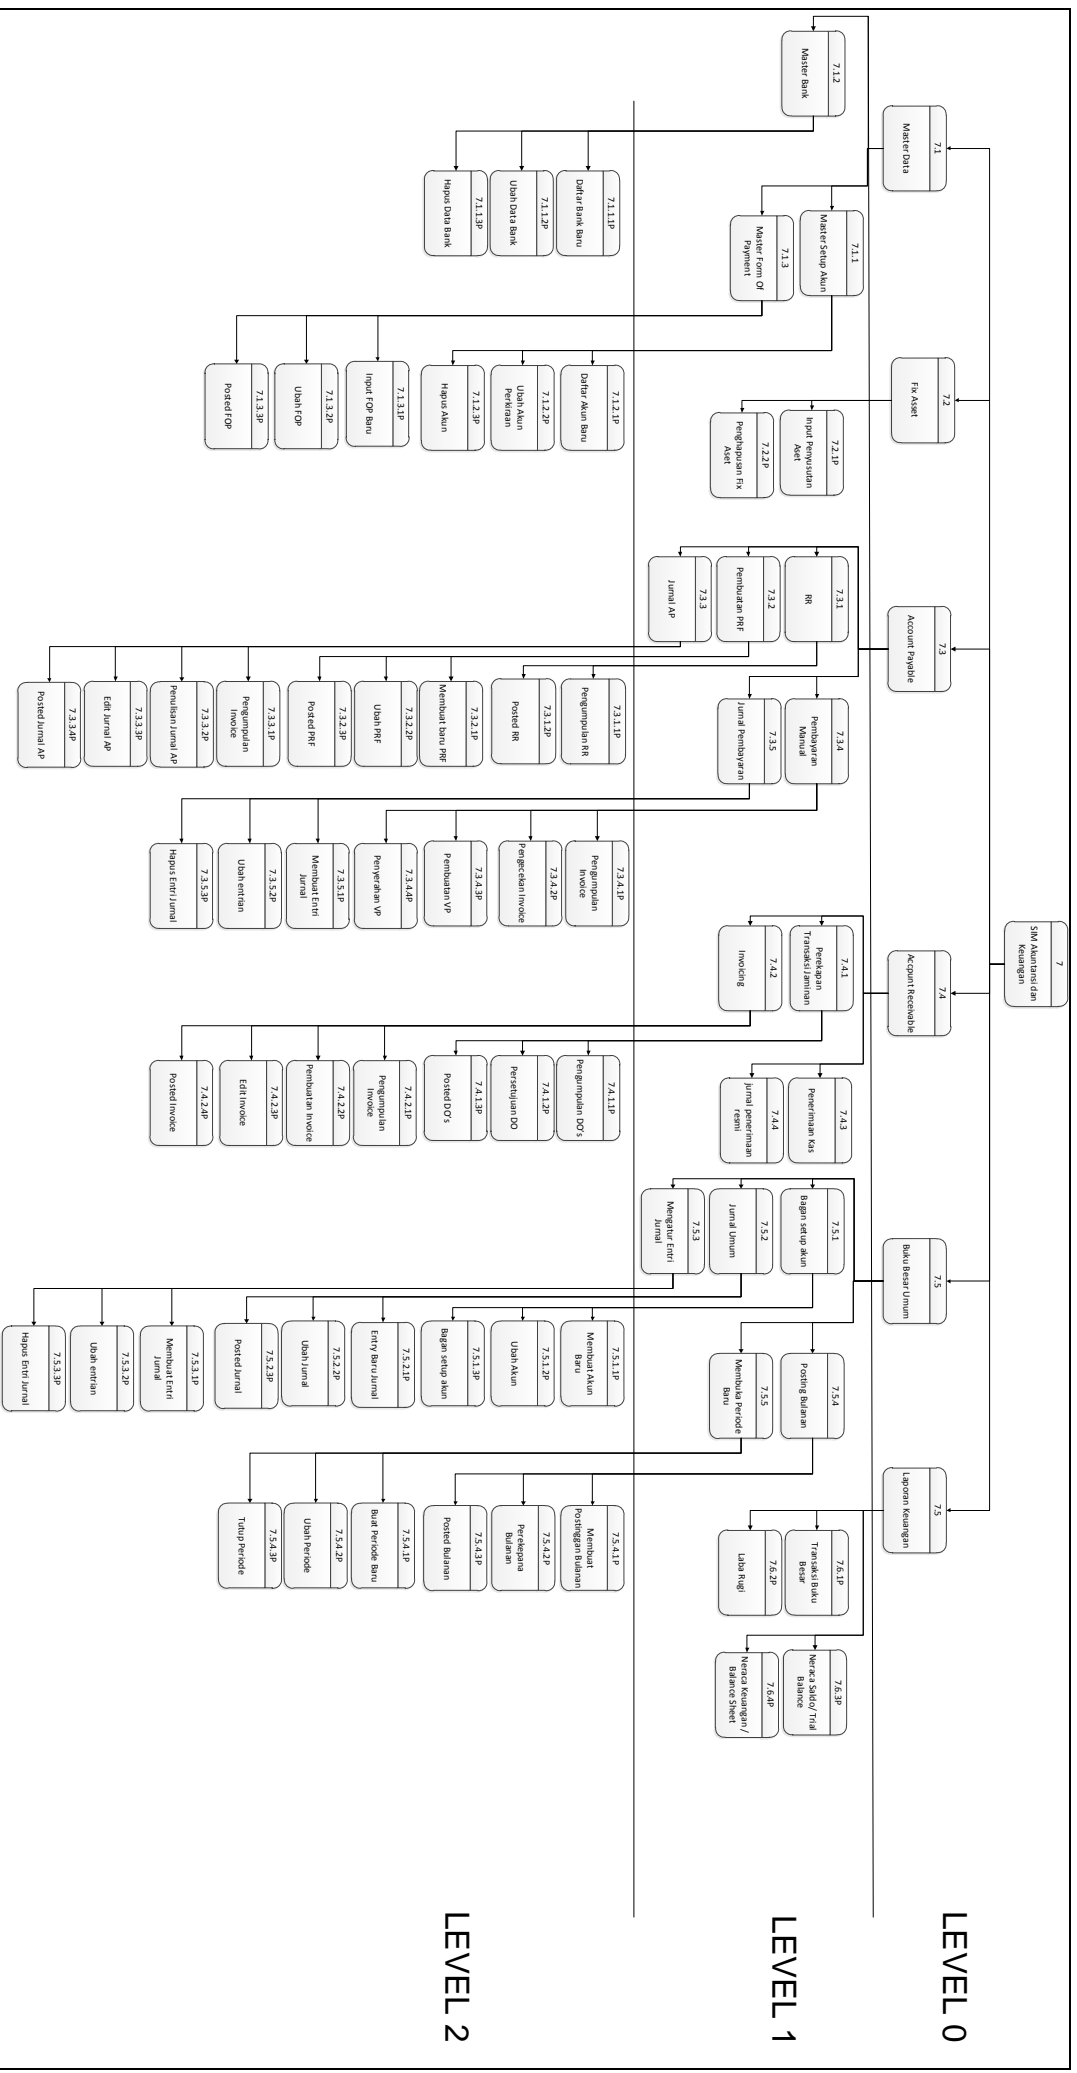 7
SIM Akuntansi dan
Keuangan
7.1
Master Data
7.2
Fix Asset
7.3
Account Payable
7.4
Accpunt Receivable
7.5
Buku Besar Umum
7.5
Laporan Keuangan
LEVEL 0
7.1.2
Master Bank
7.1.1
Master Setup Akun
7.1.3
Master Form Of
Payment
7.2.1P
Input Penyusutan
Aset
7.2.2P
Penghapusan Fix
Aset
7.3.1
RR
7.3.2
Pembuatan PRF
7.3.3
Jurnal AP
7.3.4
Pembayaran
Manual
7.3.5
Jurnal Pembayaran
7.4.1
Perekapan
Transaksi Jaminan
7.4.2
Invoicing
7.4.3
Penerimaan Kas
7.4.4
jurnal penerimaan
resmi
7.5.1
Bagan setup akun
7.5.2
Jurnal Umum
7.5.3
Mengatur Entri
Jurnal
7.5.4
Posting Bulanan
7.5.5
Membuka Periode
Baru
7.6.1P
Transaksi Buku
Besar
7.6.2P
Laba Rugi
7.6.3P
Neraca Saldo/ Trial
Balance
7.6.4P
Neraca Keuangan /
Balance Sheet
LEVEL 1
7.1.1.1P
Daftar Bank Baru
7.1.1.2P
Ubah Data Bank
7.1.1.3P
Hapus Data Bank
7.1.2.1P
Daftar Akun Baru
7.1.2.2P
Ubah Akun
Perkiraan
7.1.2.3P
Hapus Akun
7.1.3.1P
Input FOP Baru
7.1.3.2P
Ubah FOP
7.1.3.3P
Posted FOP
7.3.1.1P
Pengumpulan RR
7.3.1.2P
Posted RR
7.3.2.1P
Membuat baru PRF
7.3.2.2P
Ubah PRF
7.3.2.3P
Posted PRF
7.3.3.1P
Pengumpulan
Invoice
7.3.3.2P
Penulisan Jurnal AP
7.3.3.3P
Edit Jurnal AP
7.3.3.4P
Posted Jurnal AP
7.3.4.1P
Pengumpulan
Invoice
7.3.4.2P
Pengecekan Invoice
7.3.4.3P
Pembuatan VP
7.3.4.4P
Penyerahan VP
7.3.5.1P
Membuat Entri
Jurnal
7.3.5.2P
Ubah entrian
7.3.5.3P
Hapus Entri Jurnal
7.4.1.1P
Pengumpulan DO's
7.4.1.2P
Persetujuan DO
7.4.1.3P
Posted DO's
7.4.2.1P
Pengumpulan
Invoice
7.4.2.2P
Pembuatan Invoice
7.4.2.3P
Edit Invoice
7.4.2.4P
Posted Invoice
7.5.1.1P
Membuat Akun
Baru
7.5.1.2P
Ubah Akun
7.5.1.3P
Bagan setup akun
7.5.2.1P
Entry Baru Jurnal
7.5.2.2P
Ubah Jurnal
7.5.2.3P
Posted Jurnal
7.5.3.1P
Membuat Entri
Jurnal
7.5.3.2P
Ubah entrian
7.5.3.3P
Hapus Entri Jurnal
7.5.4.1P
Membuat
Postinggan Bulanan
7.5.4.2P
Perekepana
Bulanan
7.5.4.3P
Posted Bulanan
7.5.4.1P
Buat Periode Baru
7.5.4.2P
Ubah Periode
7.5.4.3P
Tutup Periode
LEVEL 2